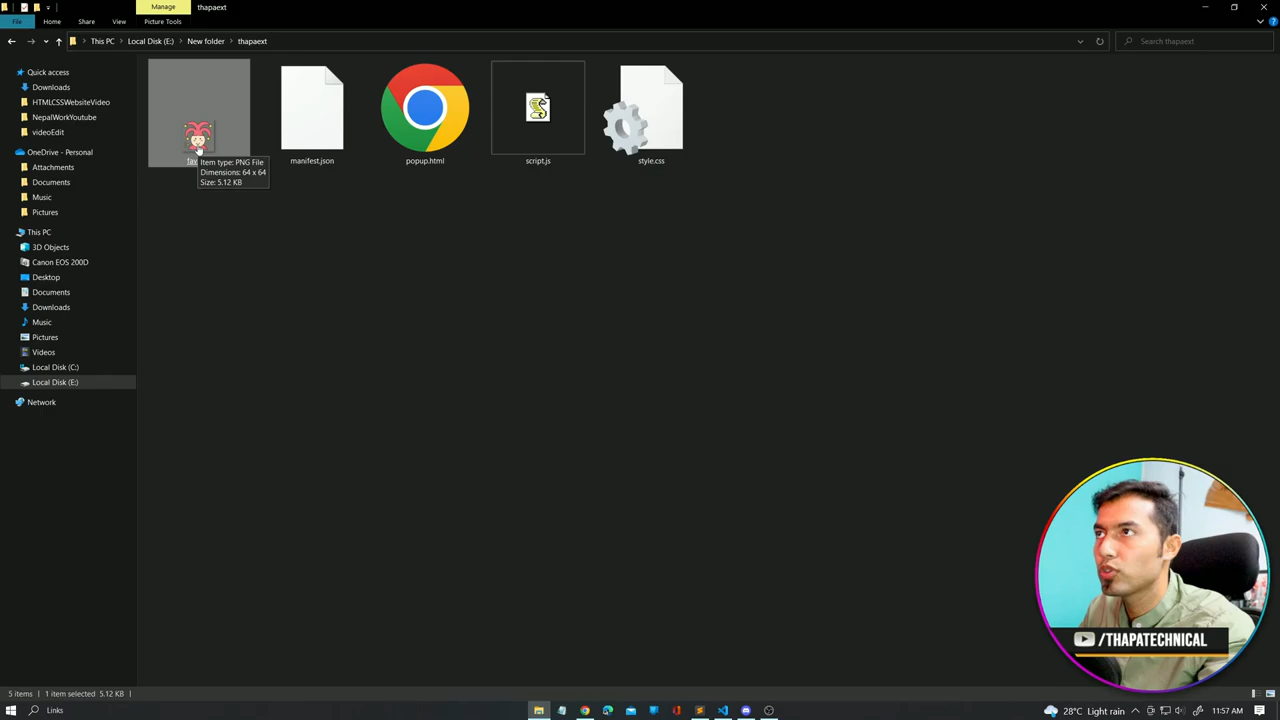 Manage
thapaext
File
Home
Share
View
Picture Tools
This PC
Local Disk (E:)
New folder
thapaext
Search thapaext
Quick access
Downloads
HTMLCSSWebsiteVideo
NepalWorkYoutube
videoEdit
OneDrive - Personal
Attachments
Documents
Music
Pictures
This PC
3D Objects
Canon EOS 200D
Desktop
Documents
Downloads
Music
Pictures
Videos
Local Disk (C:)
Local Disk (E:)
Network
manifest.json
popup.html
script.js
style.css
Item type: PNG File
Dimensions: 64 x 64
Size: 5.12 KB
/THAPATECHNICAL
5 items
1 item selected 5.12 KB
Links
28°C Light rain
11:57 AM